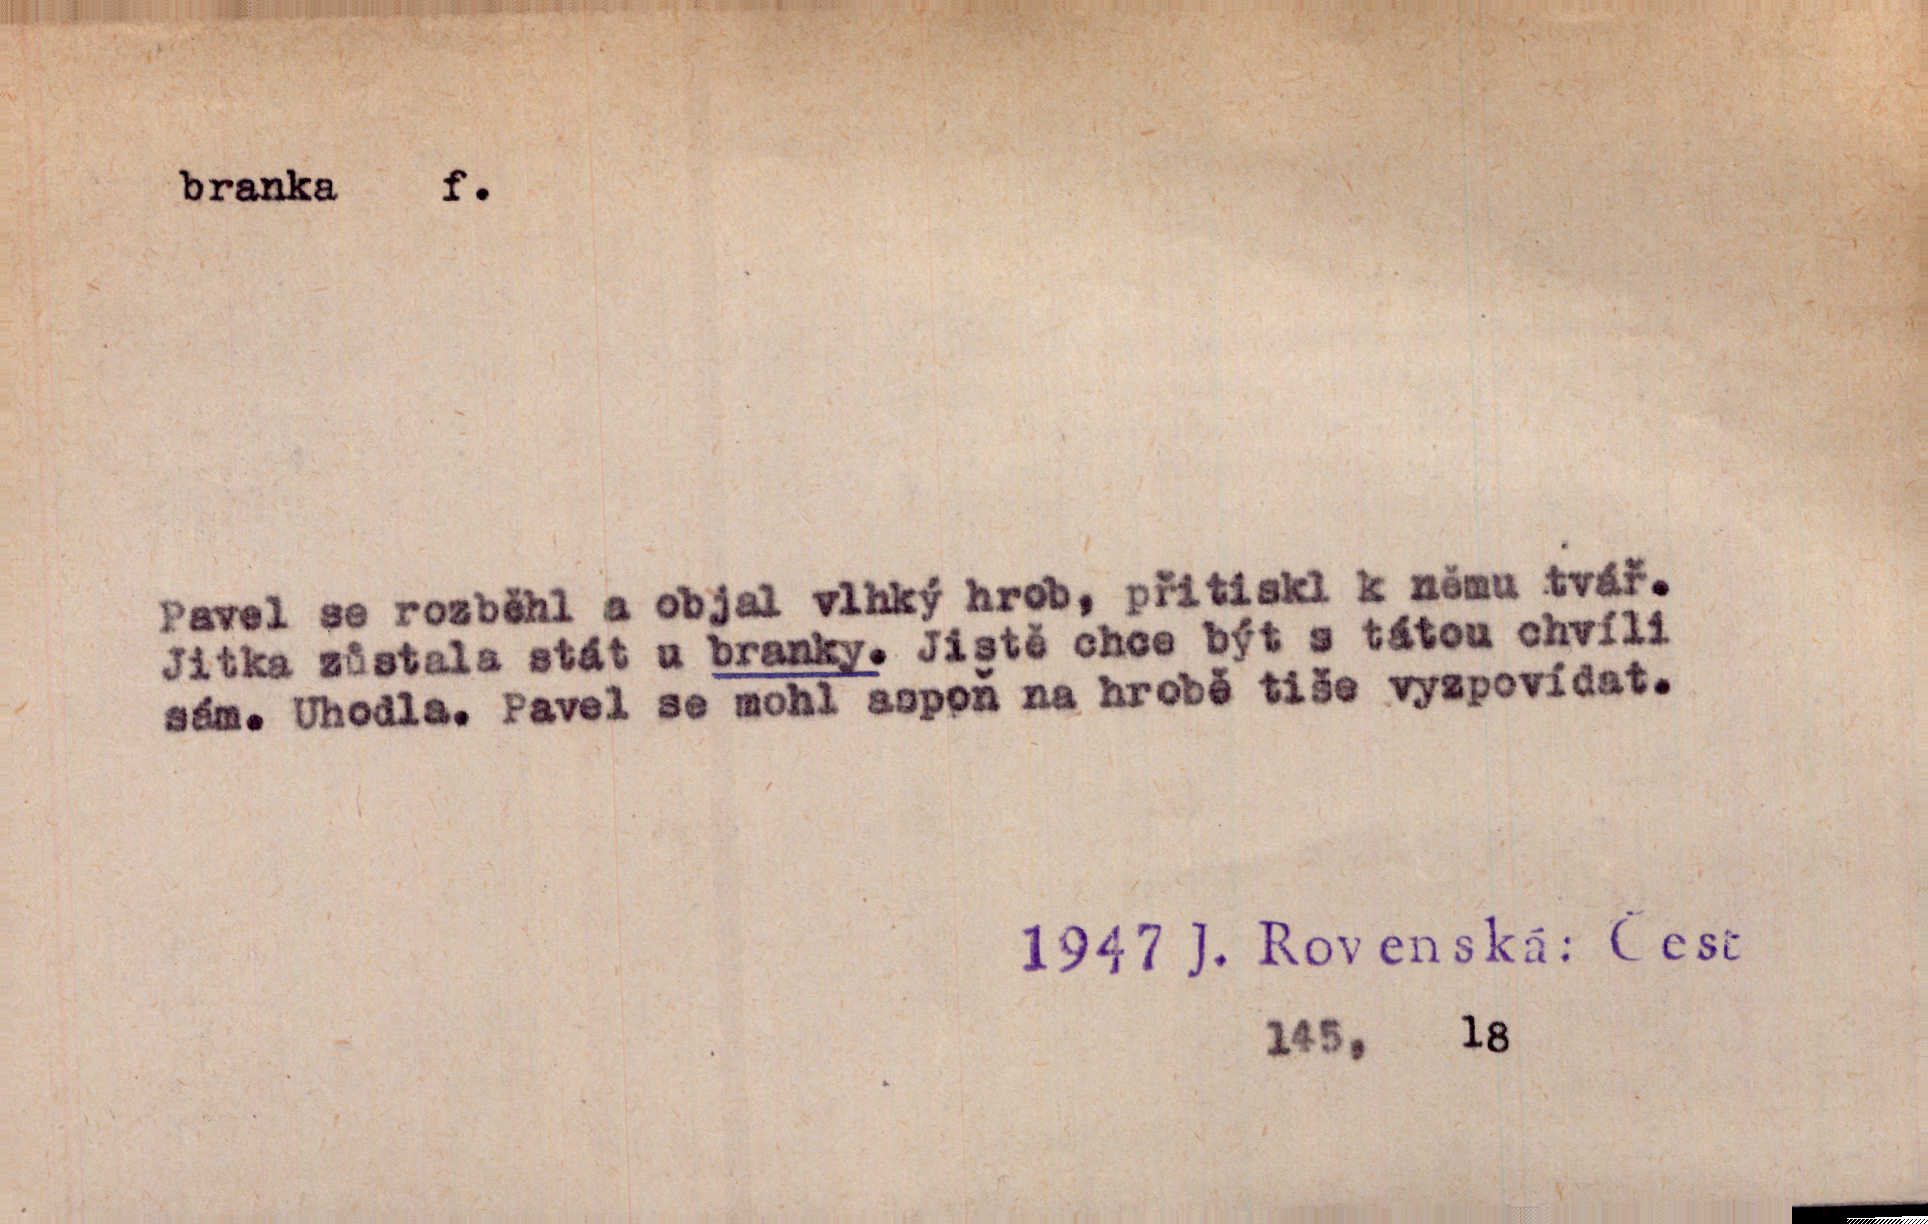 branka f.
Pavel se rozběhl a objal vlhký hrob, přitiskl k němu tvář.
Jitka zůstala stát u branky. Jistě chce být s tátou chvíli
sám. Uhodla. Pavel se mohl aspoň na hrobě tiše vyzpovídat.
1947 J. Rovenská: Čest
145, 18